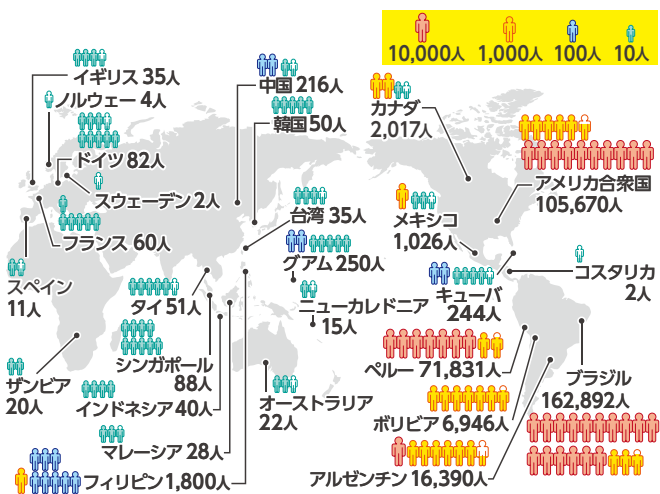 10,000人 1,000人 100人 10人
イギリス 35人
ノルウェー 4人
ドイツ 82人
スウェーデン 2人
フランス 60人
スペイン
11人
ザンビア
20人
中国 216人
韓国 50人
台湾 35人
グアム 250人
ニューカレドニア
15人
タイ 51人
シンガポール
88人
インドネシア 40人
マレーシア 28人
フィリピン 1,800人
オーストラリア
22人
カナダ
2,017人
アメリカ合衆国
105,670人
メキシコ
1,026人
コスタリカ
2人
キューバ
244人
ペルー 71,831人
ブラジル
162,892人
ボリビア 6,946人
アルゼンチン 16,390人